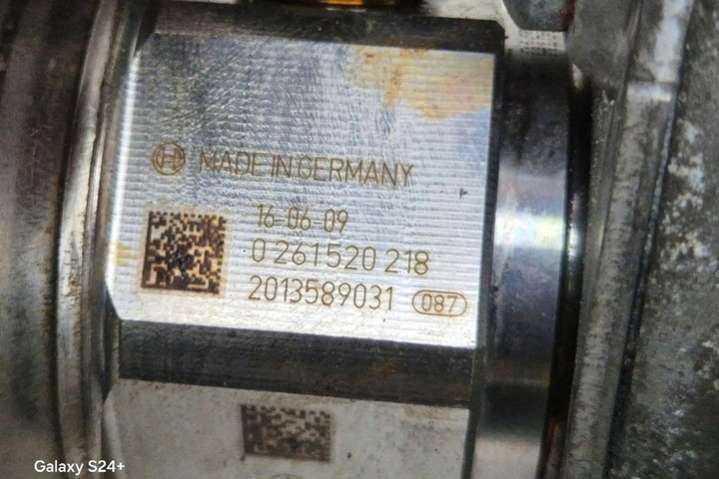 MADE IN GERMANY
16-06-09
0 261 520 218
2013589031 087
Galaxy S24+